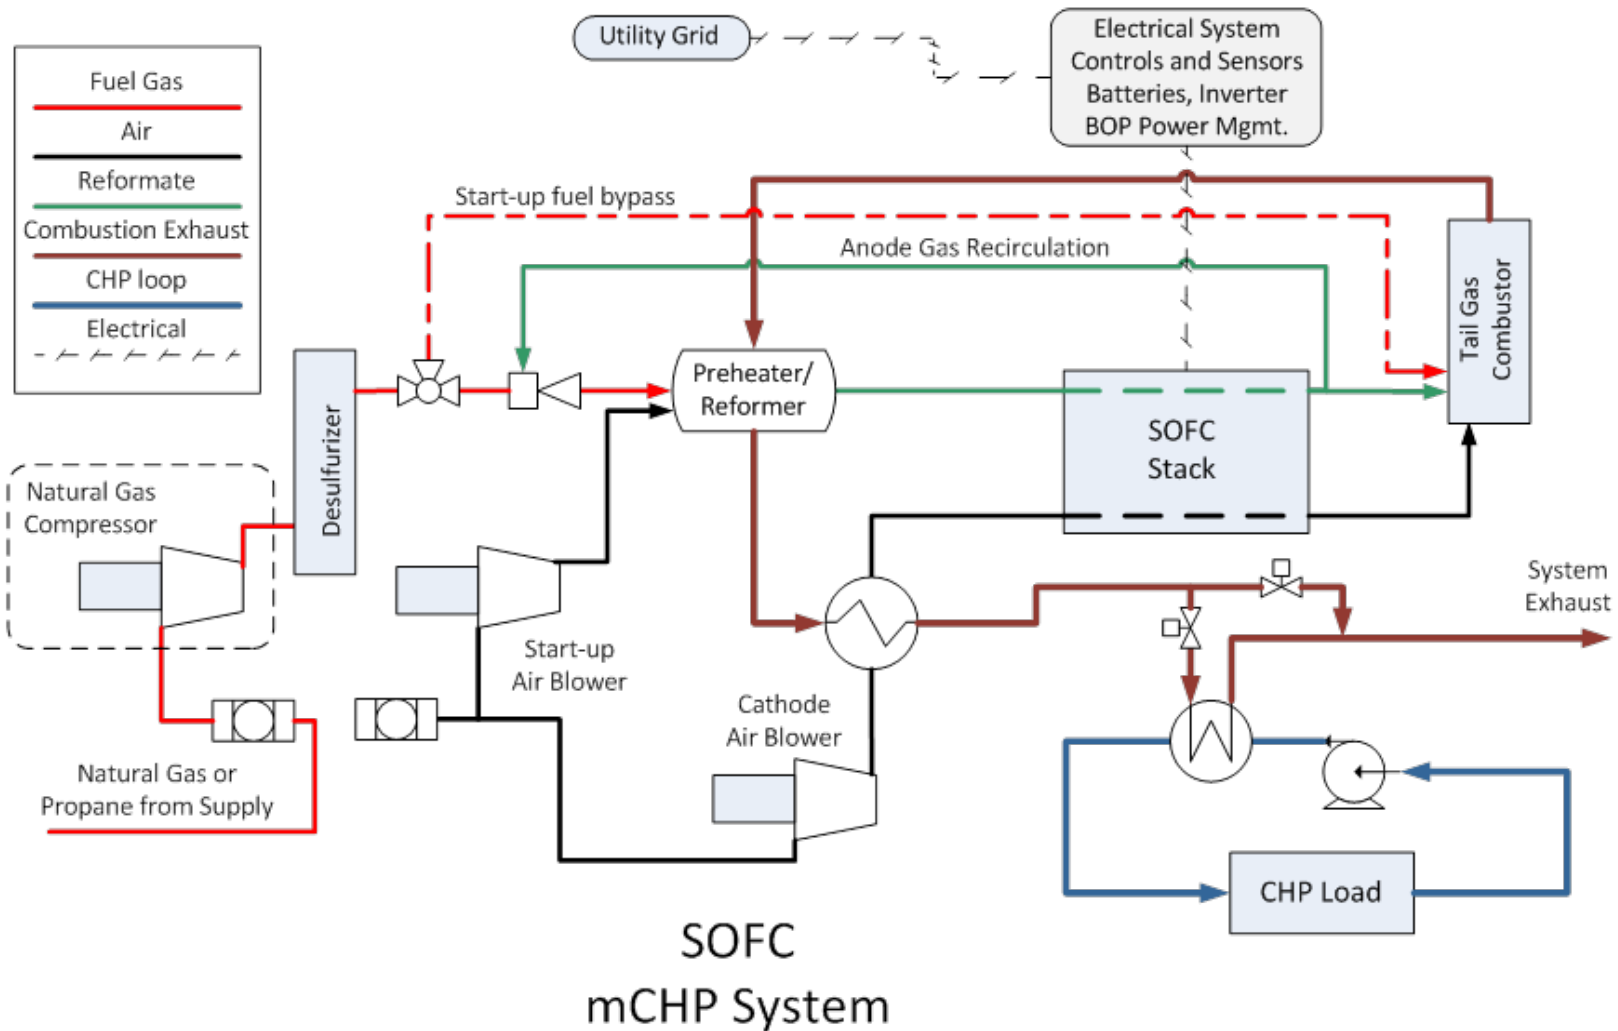 Utility Grid
Electrical System
Controls and Sensors
Batteries, Inverter
BOP Power Mgmt.
Fuel Gas
Air
Reformate
Combustion Exhaust
CHP loop
Electrical
Start-up fuel bypass
Anode Gas Recirculation
Tail Gas
Combustor
Preheater/
Reformer
SOFC
Stack
Desulfurizer
Natural Gas
Compressor
System
Exhaust
Start-up
Air Blower
Cathode
Air Blower
Natural Gas or
Propane from Supply
CHP Load
SOFC
mCHP System